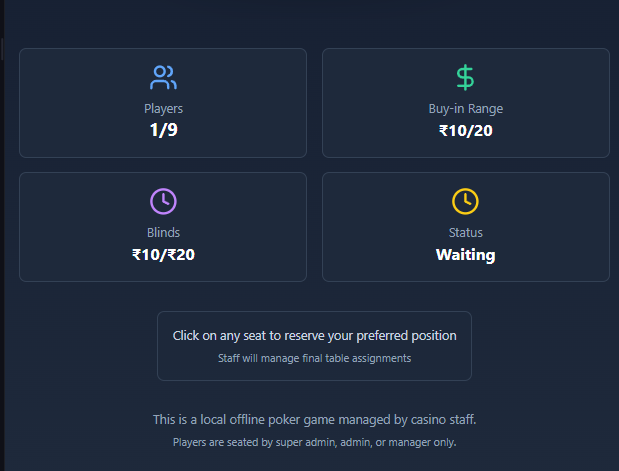 Players
1/9
Buy-in Range
₹10/20
Blinds
₹10/₹20
Status
Waiting
Click on any seat to reserve your preferred position
Staff will manage final table assignments
This is a local offline poker game managed by casino staff.
Players are seated by super admin, admin, or manager only.